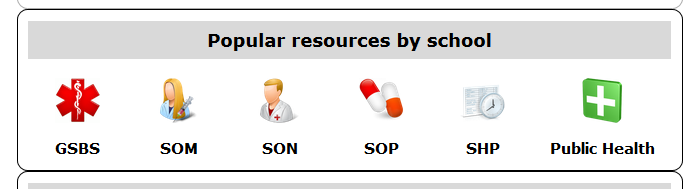 Popular resources by school
GSBS SOM SON SOP SHP Public Health